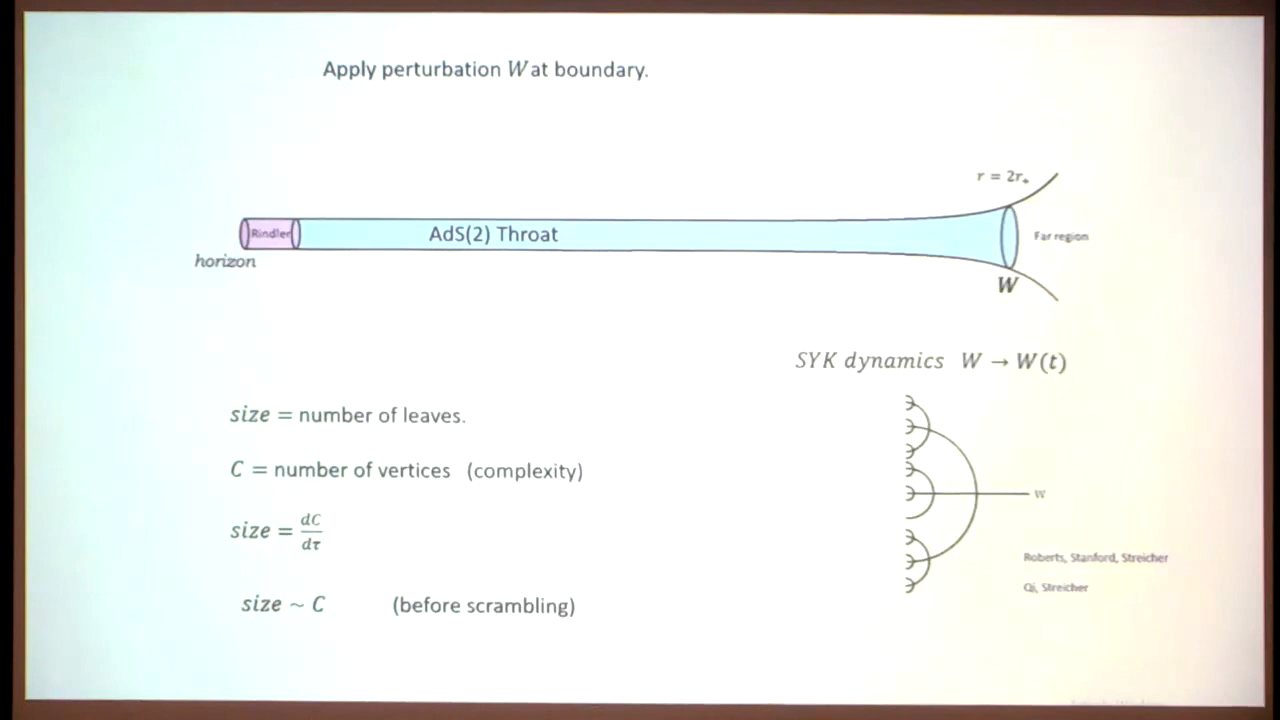 Apply perturbation W at boundary.
r = 2r₊
Rindler
AdS(2) Throat
Far region
horizon
W
SYK dynamics W → W(t)
size = number of leaves.
C = number of vertices (complexity)
size = dC/dτ
W
Roberts, Stanford, Streicher
Qi, Streicher
size ~ C (before scrambling)